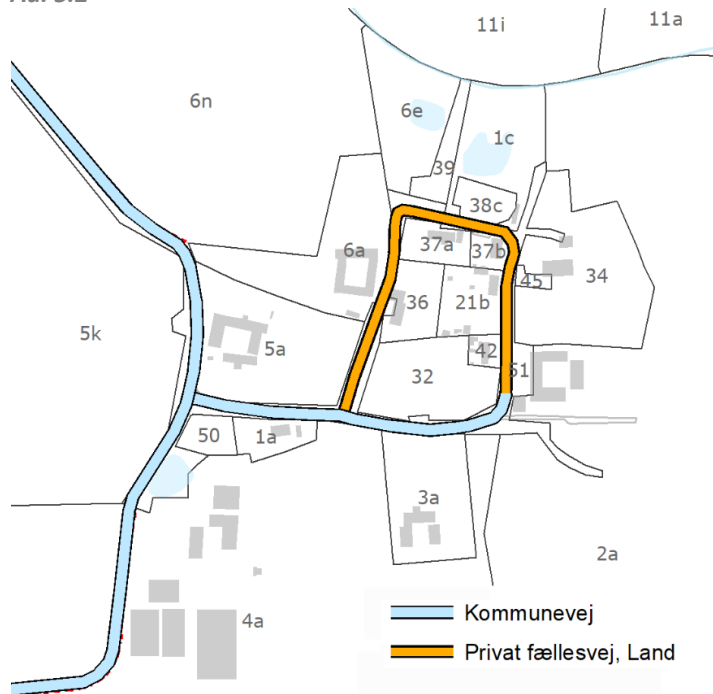 11i
11a
6n
6e
1c
39
38c
37a
37b
6a
34
45
36
21b
5k
5a
42
32
51
50
1a
3a
2a
4a
Kommunevej
Privat fællesvej, Land